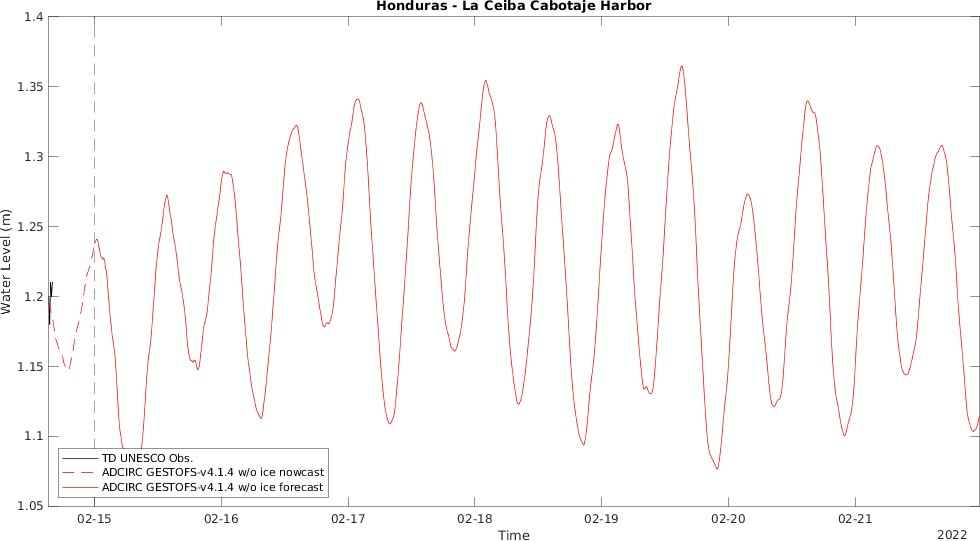 Honduras - La Ceiba Cabotaje Harbor
1.4
1.35
1.3
1.25
1.2
1.15
1.1
1.05
Water Level (m)
TD UNESCO Obs.
ADCIRC GESTOFS-v4.1.4 w/o ice nowcast
ADCIRC GESTOFS-v4.1.4 w/o ice forecast
02-15 02-16 02-17 02-18 02-19 02-20 02-21
Time
2022